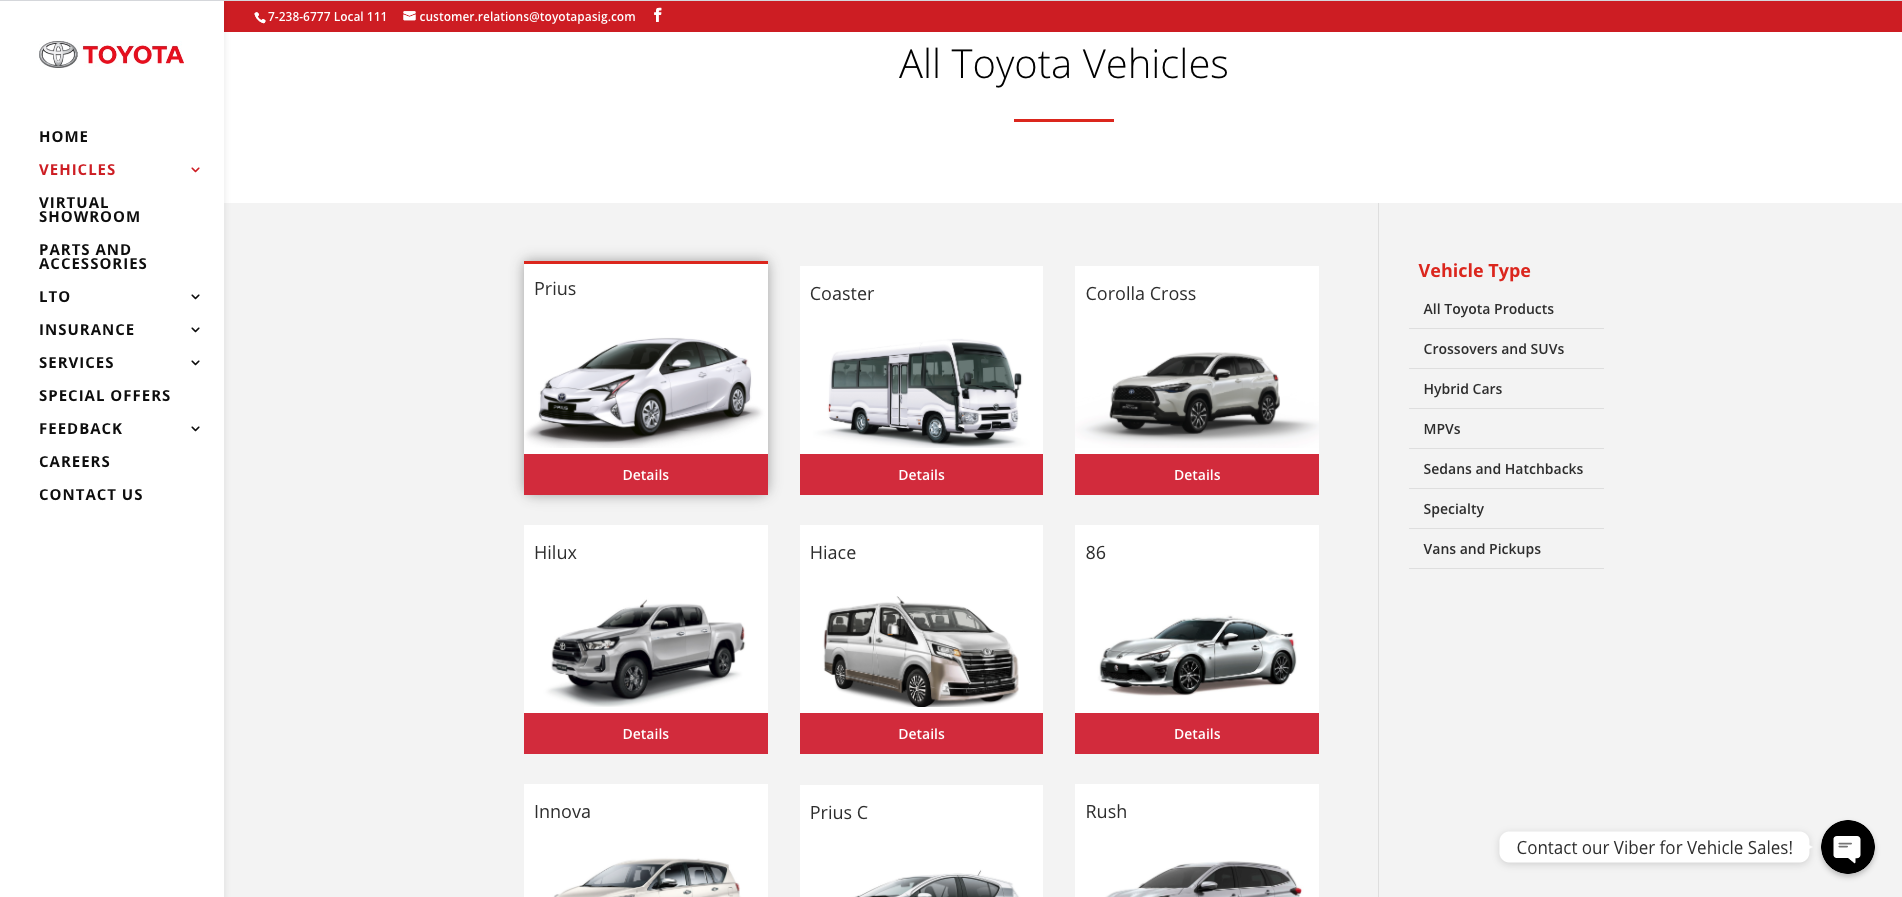 7-238-6777 Local 111
customer.relations@toyotapasig.com
TOYOTA
HOME
VEHICLES
VIRTUAL
SHOWROOM
PARTS AND
ACCESSORIES
LTO
INSURANCE
SERVICES
SPECIAL OFFERS
FEEDBACK
CAREERS
CONTACT US
All Toyota Vehicles
Prius
Details
Coaster
Details
Corolla Cross
Details
Hilux
Details
Hiace
Details
86
Details
Innova
Prius C
Rush
Vehicle Type
All Toyota Products
Crossovers and SUVs
Hybrid Cars
MPVs
Sedans and Hatchbacks
Specialty
Vans and Pickups
Contact our Viber for Vehicle Sales!